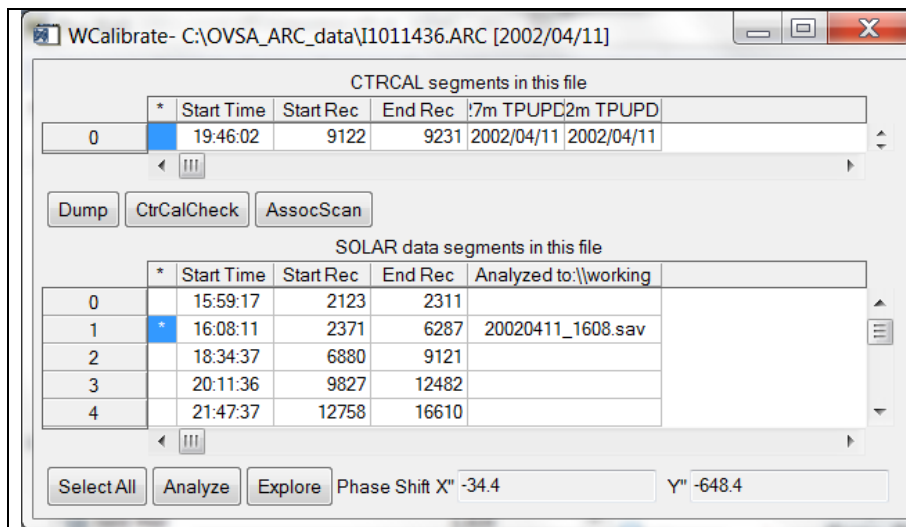 WCalibrate- C:\OVSA_ARC_data\I1011436.ARC [2002/04/11]
CTRCAL segments in this file
* Start Time Start Rec End Rec 27m TPUPD 2m TPUPD
0 19:46:02 9122 9231 2002/04/11 2002/04/11
Dump CtrCalCheck AssocScan
SOLAR data segments in this file
* Start Time Start Rec End Rec Analyzed to:\\working
0 15:59:17 2123 2311
1 * 16:08:11 2371 6287 20020411_1608.sav
2 18:34:37 6880 9121
3 20:11:36 9827 12482
4 21:47:37 12758 16610
Select All Analyze Explore Phase Shift X" -34.4 Y" -648.4